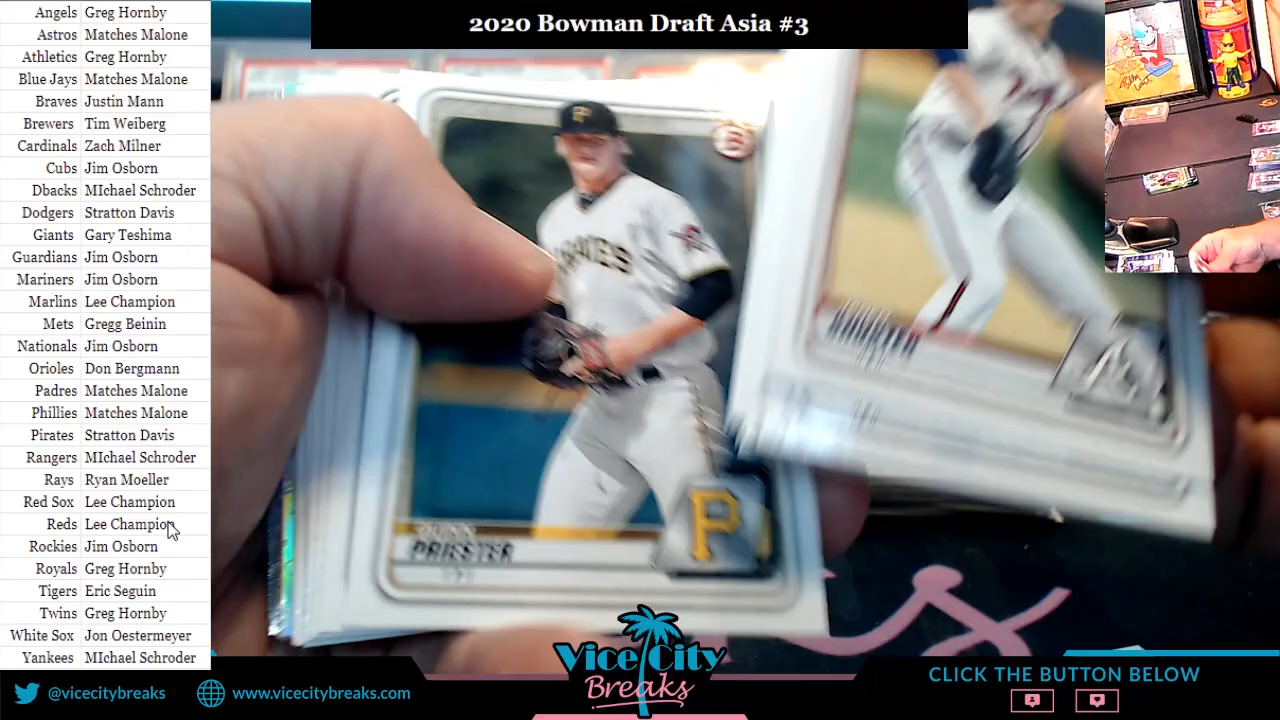 2020 Bowman Draft Asia #3
Angels Greg Hornby
Astros Matches Malone
Athletics Greg Hornby
Blue Jays Matches Malone
Braves Justin Mann
Brewers Tim Weiberg
Cardinals Zach Milner
Cubs Jim Osborn
Dbacks MIchael Schroder
Dodgers Stratton Davis
Giants Gary Teshima
Guardians Jim Osborn
Mariners Jim Osborn
Marlins Lee Champion
Mets Gregg Beinin
Nationals Jim Osborn
Orioles Don Bergmann
Padres Matches Malone
Phillies Matches Malone
Pirates Stratton Davis
Rangers MIchael Schroder
Rays Ryan Moeller
Red Sox Lee Champion
Reds Lee Champion
Rockies Jim Osborn
Royals Greg Hornby
Tigers Eric Seguin
Twins Greg Hornby
White Sox Jon Oestermeyer
Yankees MIchael Schroder
P
B
P
PRIESTER
Vice City
Breaks
@vicecitybreaks
www.vicecitybreaks.com
CLICK THE BUTTON BELOW